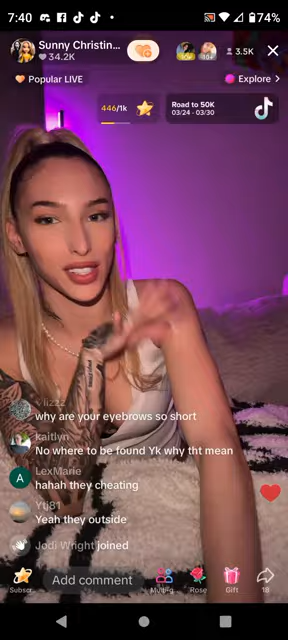 7:40
74%
Sunny Christin...
34.2K
3.5K
Popular LIVE
Explore >
446/1k
Road to 50K
03/24 - 03/30
why are your eyebrows so short
kaitlyn
No where to be found Yk why tht mean
LexMarie
A
hahah they cheating
Ytj81
Yeah they outside
Jodi Wright joined
Subscr
Add comment
Rose
Gift
18